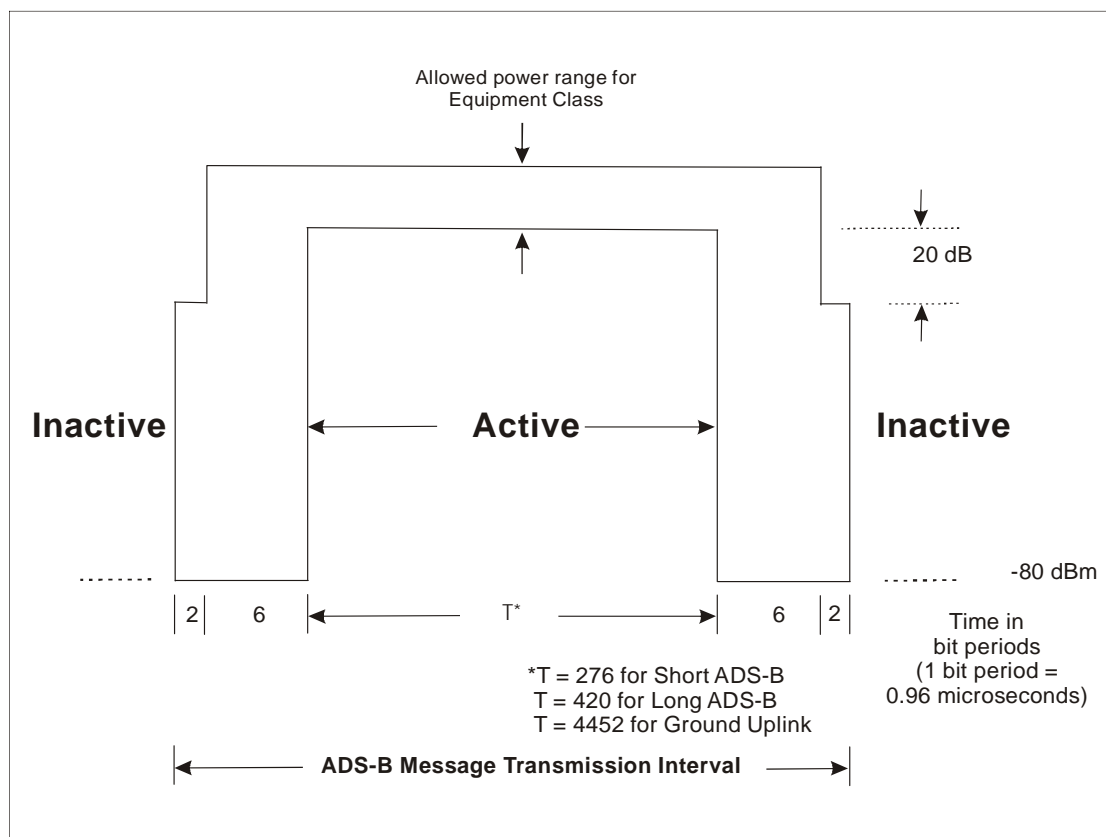 Allowed power range for
Equipment Class
20 dB
Inactive
Active
Inactive
-80 dBm
2
6
T*
6
2
Time in
bit periods
(1 bit period =
0.96 microseconds)
*T = 276 for Short ADS-B
T = 420 for Long ADS-B
T = 4452 for Ground Uplink
ADS-B Message Transmission Interval